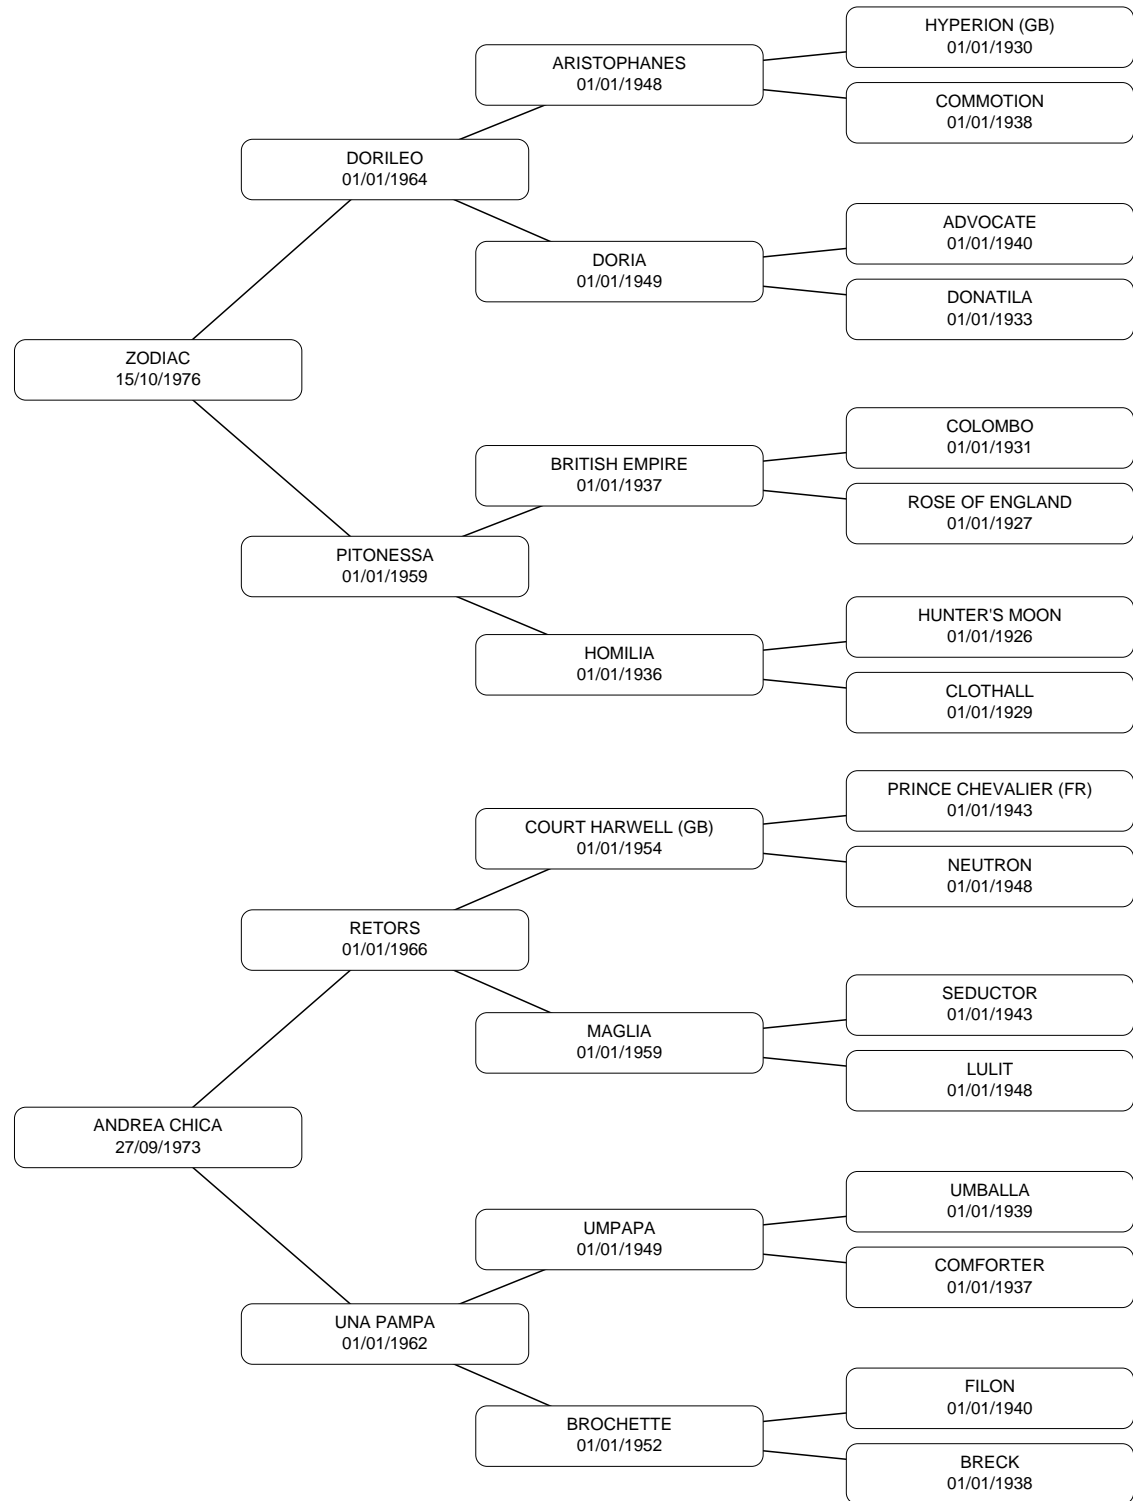 HYPERION (GB)
01/01/1930
ARISTOPHANES
01/01/1948
COMMOTION
01/01/1938
DORILEO
01/01/1964
ADVOCATE
01/01/1940
DORIA
01/01/1949
DONATILA
01/01/1933
ZODIAC
15/10/1976
COLOMBO
01/01/1931
BRITISH EMPIRE
01/01/1937
ROSE OF ENGLAND
01/01/1927
PITONESSA
01/01/1959
HUNTER'S MOON
01/01/1926
HOMILIA
01/01/1936
CLOTHALL
01/01/1929
PRINCE CHEVALIER (FR)
01/01/1943
COURT HARWELL (GB)
01/01/1954
NEUTRON
01/01/1948
RETORS
01/01/1966
SEDUCTOR
01/01/1943
MAGLIA
01/01/1959
LULIT
01/01/1948
ANDREA CHICA
27/09/1973
UMBALLA
01/01/1939
UMPAPA
01/01/1949
COMFORTER
01/01/1937
UNA PAMPA
01/01/1962
FILON
01/01/1940
BROCHETTE
01/01/1952
BRECK
01/01/1938